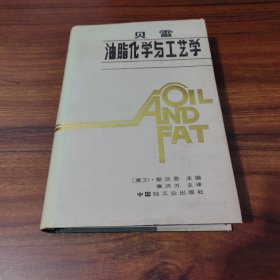 贝雷
油脂化学与工艺学
OIL
AND
FAT
〔美〕D·斯沃恩 主编
秦洪万 主译
中国轻工业出版社